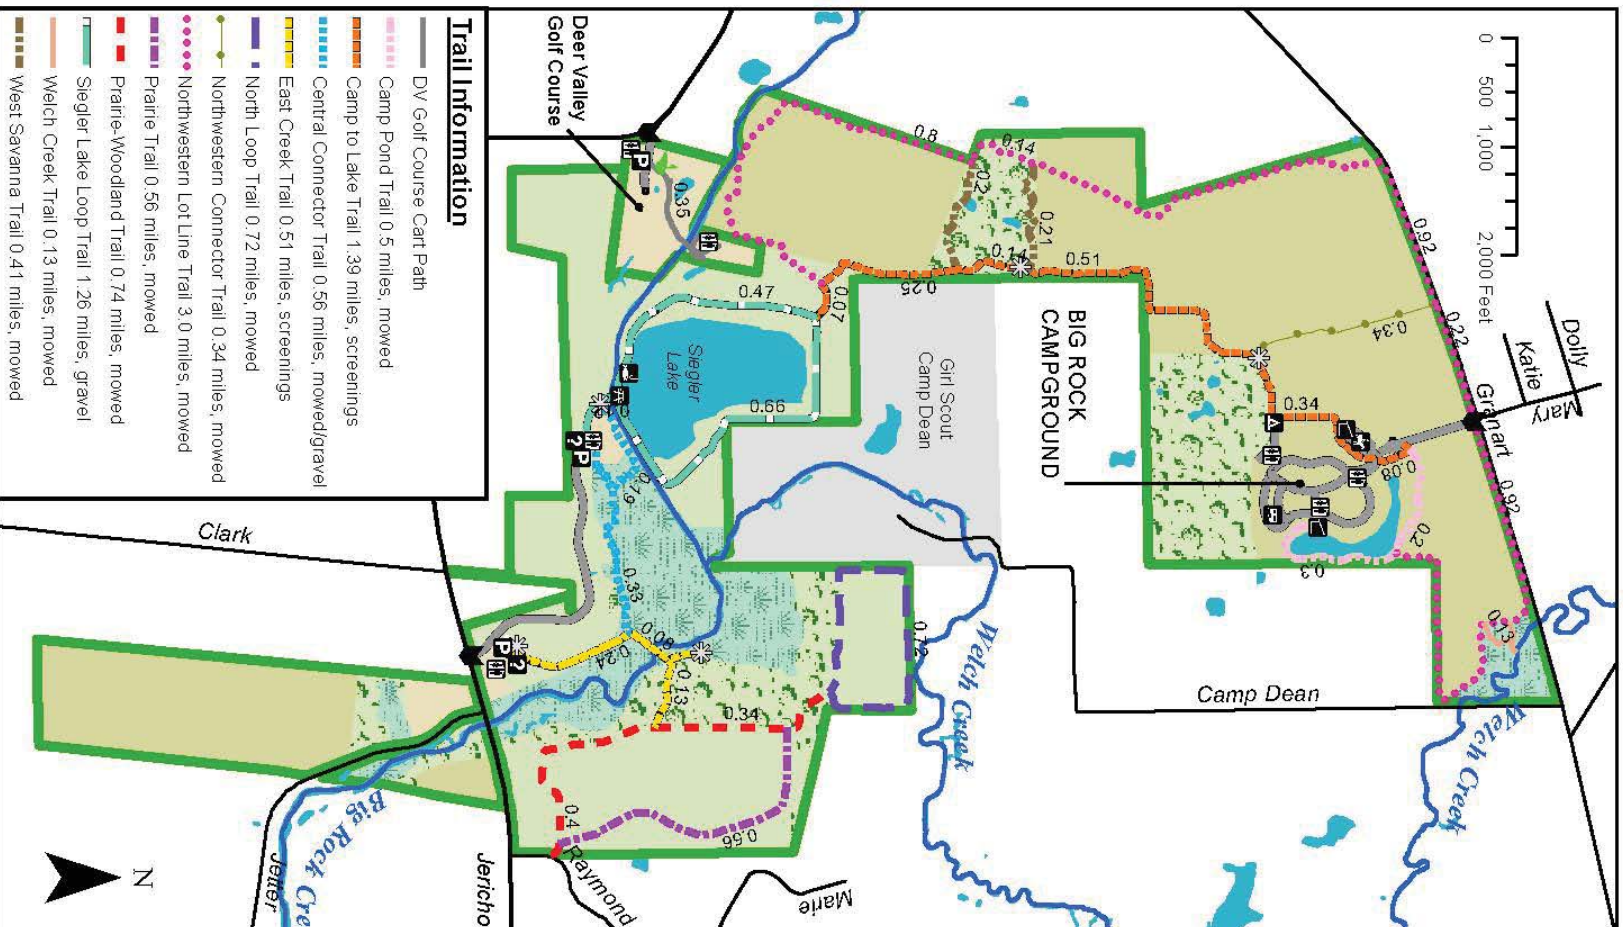 Trail Information
DV Golf Course Cart Path
Camp Pond Trail 0.5 miles, mowed
Camp to Lake Trail 1.39 miles, screenings
Central Connector Trail 0.56 miles, mowed/gravel
East Creek Trail 0.51 miles, screenings
North Loop Trail 0.72 miles, mowed
Northwestern Connector Trail 0.34 miles, mowed
Northwestern Lot Line Trail 3.0 miles, mowed
Prairie Trail 0.56 miles, mowed
Prairie-Woodland Trail 0.74 miles, mowed
Siegler Lake Loop Trail 1.26 miles, gravel
Welch Creek Trail 0.13 miles, mowed
West Savanna Trail 0.41 miles, mowed
0 500 1,000 2,000 Feet
Dolly
Katie
Mary
Granart
0.92
0.22
0.92
0.34
0.34
0.08
0.2
0.3
0.13
Welch Creek
Camp Dean
BIG ROCK
CAMPGROUND
0.51
0.14
0.21
0.2
0.14
0.8
0.25
0.07
Girl Scout
Camp Dean
Deer Valley
Golf Course
P
0.35
0.47
Siegler
Lake
0.66
? P
0.19
0.33
Welch Creek
0.72
0.08
0.24
0.13
P ?
0.34
0.4
0.56
Clark
Jericho
Raymond
Marie
Jeter
Big Rock Cre
N